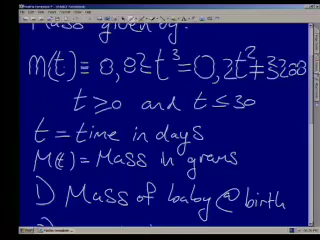 Mass given by:
M(t) = 0,02t³ - 0,2t² + 3200
t ≥ 0 and t ≤ 30
t = time in days
M(t) = Mass in grams
1) Mass of baby @ birth